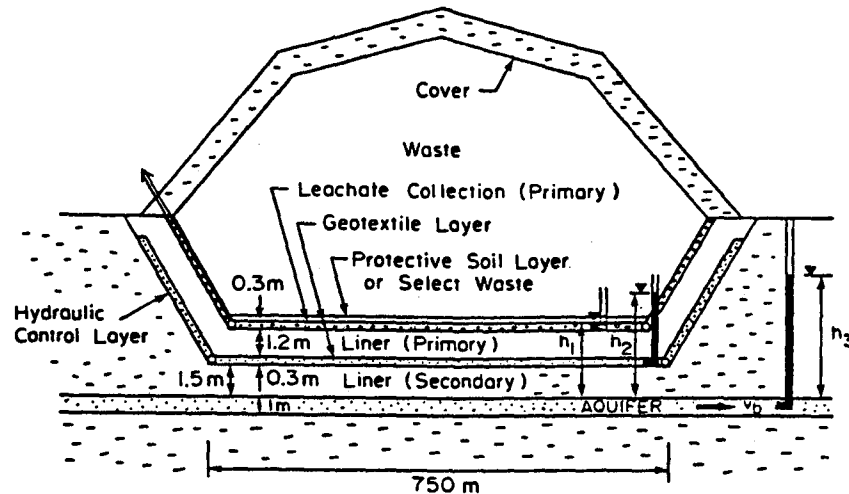 Cover
Waste
Leachate Collection (Primary)
Geotextile Layer
Protective Soil Layer
or Select Waste
0.3m
Hydraulic
Control Layer
1.2m
Liner (Primary)
h1
h2
h3
1.5m
0.3m
Liner (Secondary)
1m
AQUIFER
vb
750 m